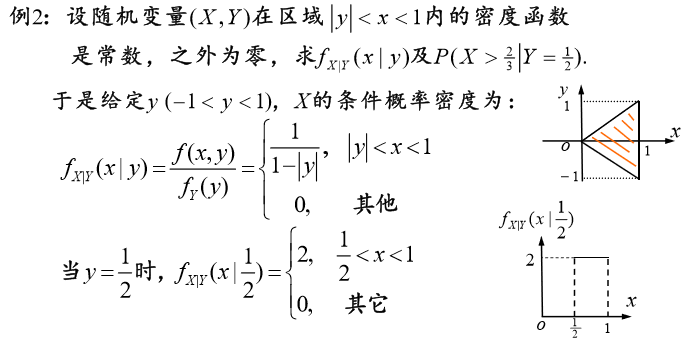 例2：设随机变量(X,Y)在区域|y|<x<1内的密度函数
是常数，之外为零，求f_{X|Y}(x|y)及P(X>2/3|Y=1/2).
于是给定y(-1<y<1)，X的条件概率密度为：
f_{X|Y}(x|y)=f(x,y)/f_Y(y)={1/(1-|y|), |y|<x<1
0, 其他
当y=1/2时，f_{X|Y}(x|1/2)={2, 1/2<x<1
0, 其它
y
1
o 1 x
-1
f_{X|Y}(x|1/2)
2
o 1/2 1 x